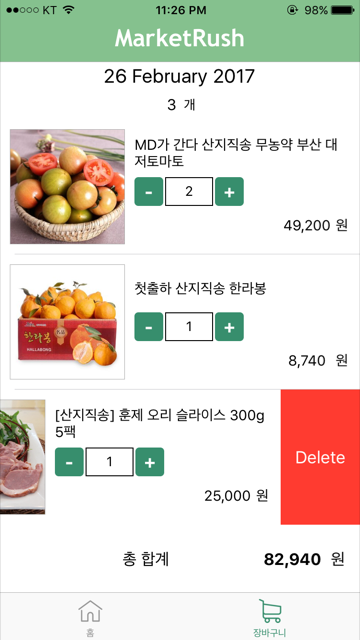 KT 11:26 PM 98%
MarketRush
26 February 2017
3 개
MD가 간다 산지직송 무농약 부산 대
저토마토
- 2 +
49,200 원
한라봉
HALLABONG
첫출하 산지직송 한라봉
- 1 +
8,740 원
[산지직송] 훈제 오리 슬라이스 300g
5팩
- 1 +
25,000 원
Delete
총 합계 82,940 원
홈 장바구니